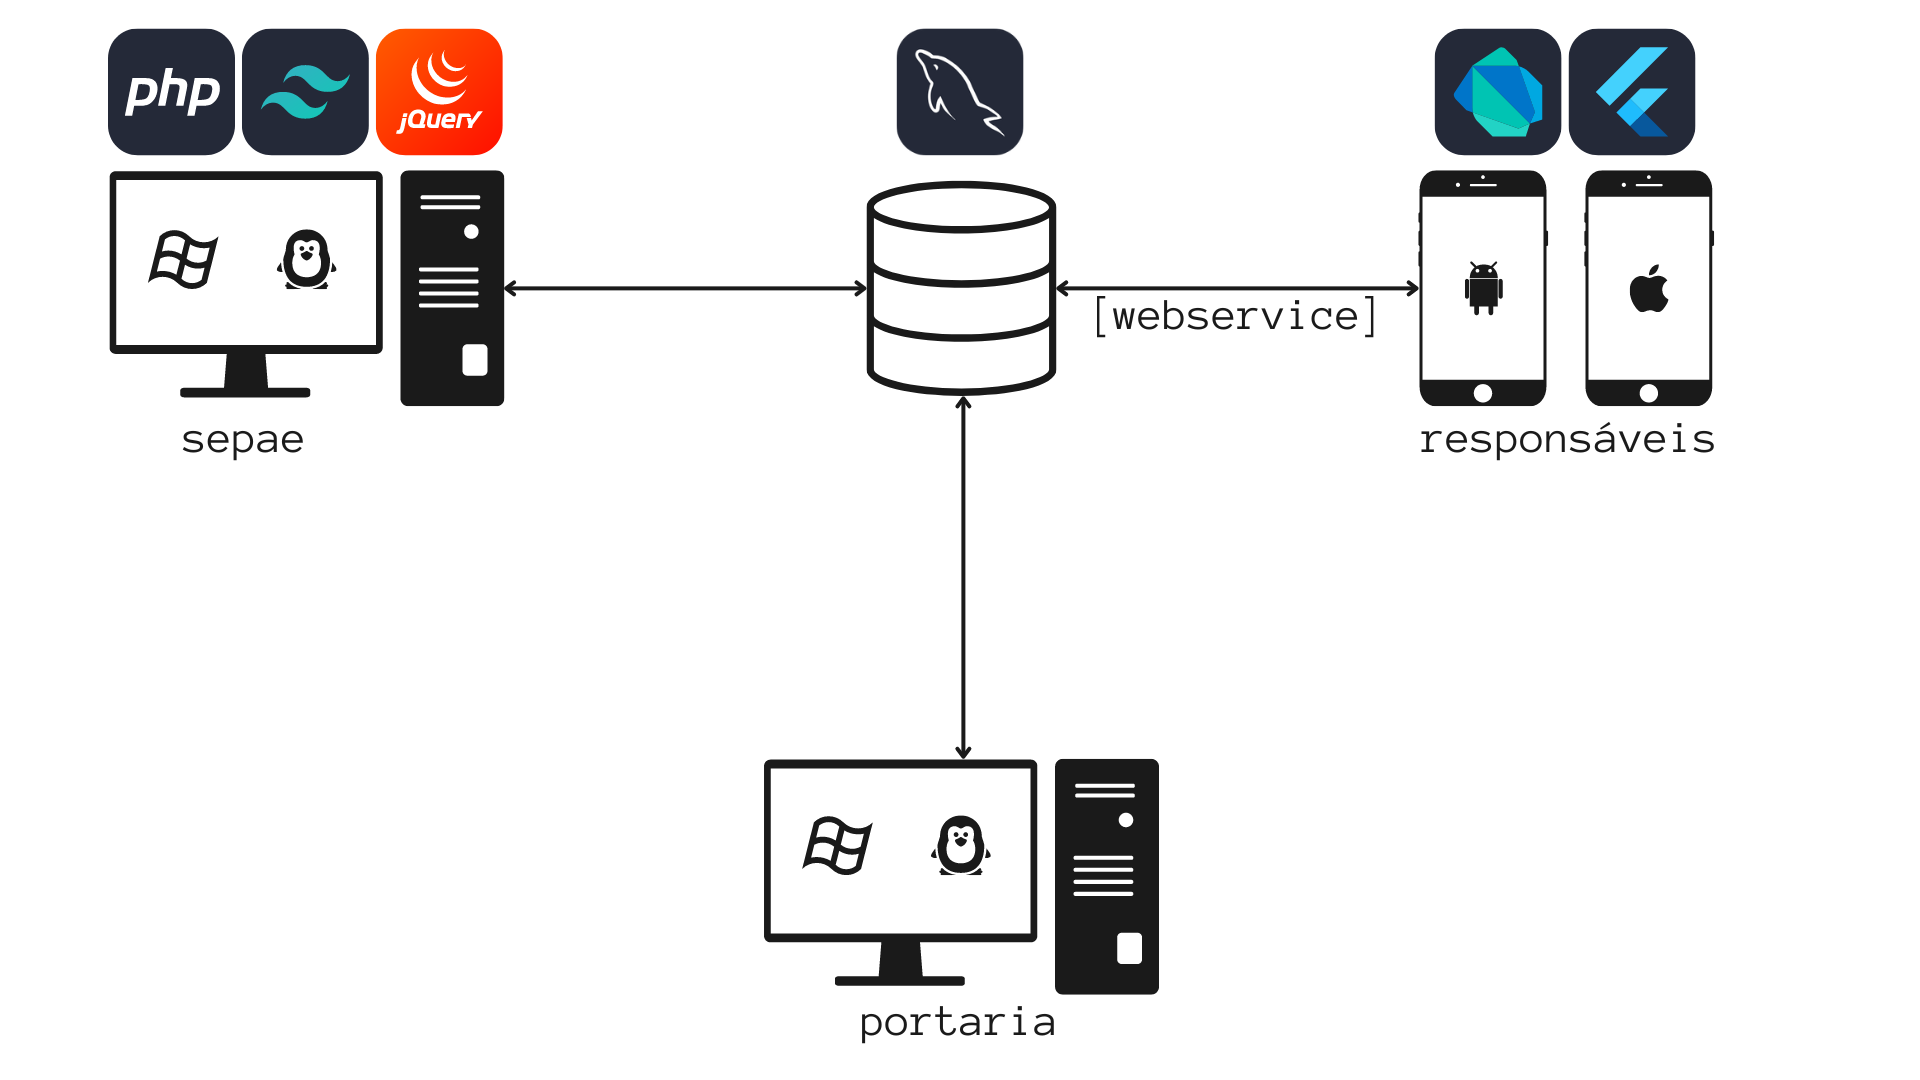 php
jQuery
[webservice]
sepae
responsáveis
portaria